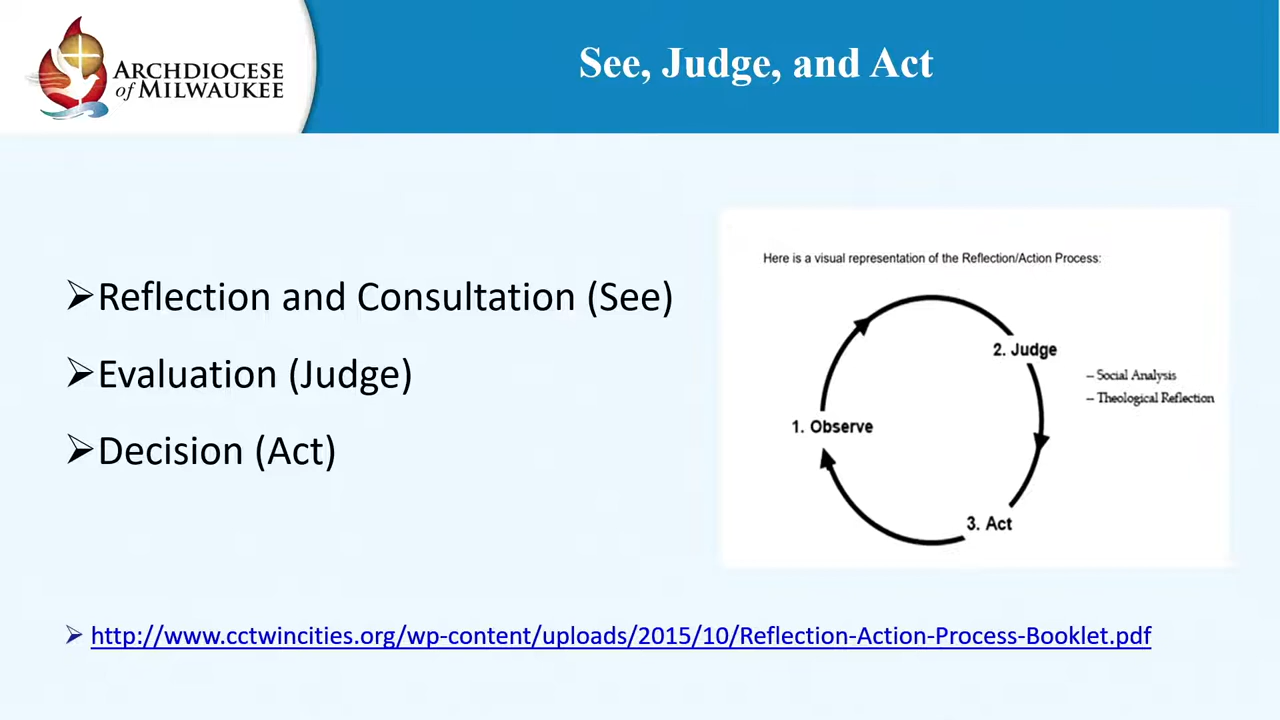 ARCHDIOCESE
of MILWAUKEE
See, Judge, and Act
➢Reflection and Consultation (See)
➢Evaluation (Judge)
➢Decision (Act)
Here is a visual representation of the Reflection/Action Process:
2. Judge
– Social Analysis
– Theological Reflection
1. Observe
3. Act
➢ http://www.cctwincities.org/wp-content/uploads/2015/10/Reflection-Action-Process-Booklet.pdf